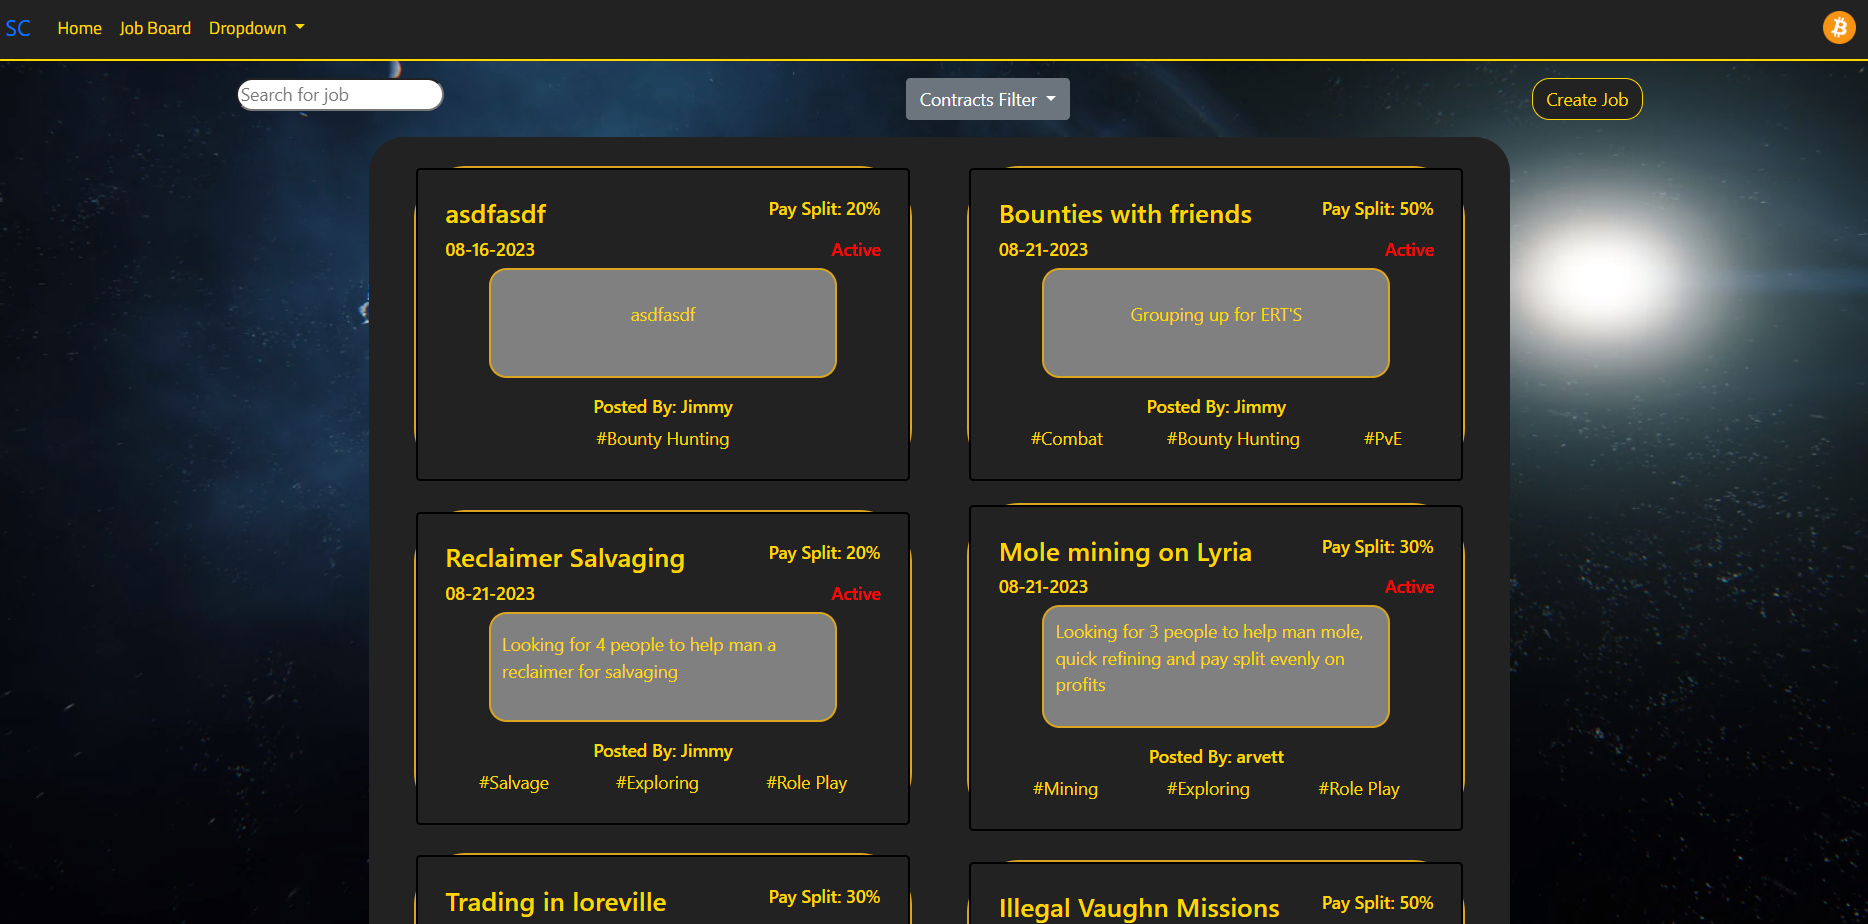 SC Home Job Board Dropdown
Search for job
Contracts Filter
Create Job
asdfasdf
Pay Split: 20%
08-16-2023
Active
asdfasdf
Posted By: Jimmy
#Bounty Hunting
Bounties with friends
Pay Split: 50%
08-21-2023
Active
Grouping up for ERT'S
Posted By: Jimmy
#Combat #Bounty Hunting #PvE
Reclaimer Salvaging
Pay Split: 20%
08-21-2023
Active
Looking for 4 people to help man a
reclaimer for salvaging
Posted By: Jimmy
#Salvage #Exploring #Role Play
Mole mining on Lyria
Pay Split: 30%
08-21-2023
Active
Looking for 3 people to help man mole,
quick refining and pay split evenly on
profits
Posted By: arvett
#Mining #Exploring #Role Play
Trading in loreville
Pay Split: 30%
Illegal Vaughn Missions
Pay Split: 50%